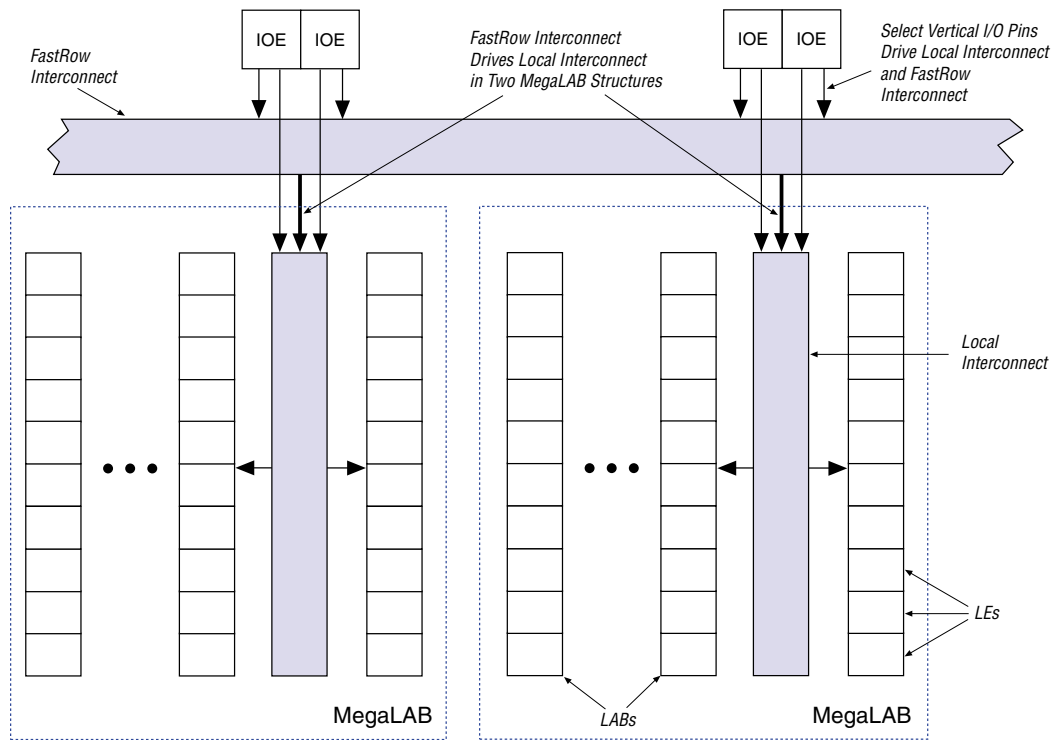 IOE IOE
IOE IOE
FastRow
Interconnect
FastRow Interconnect
Drives Local Interconnect
in Two MegaLAB Structures
Select Vertical I/O Pins
Drive Local Interconnect
and FastRow
Interconnect
Local
Interconnect
LEs
LABs
MegaLAB
MegaLAB